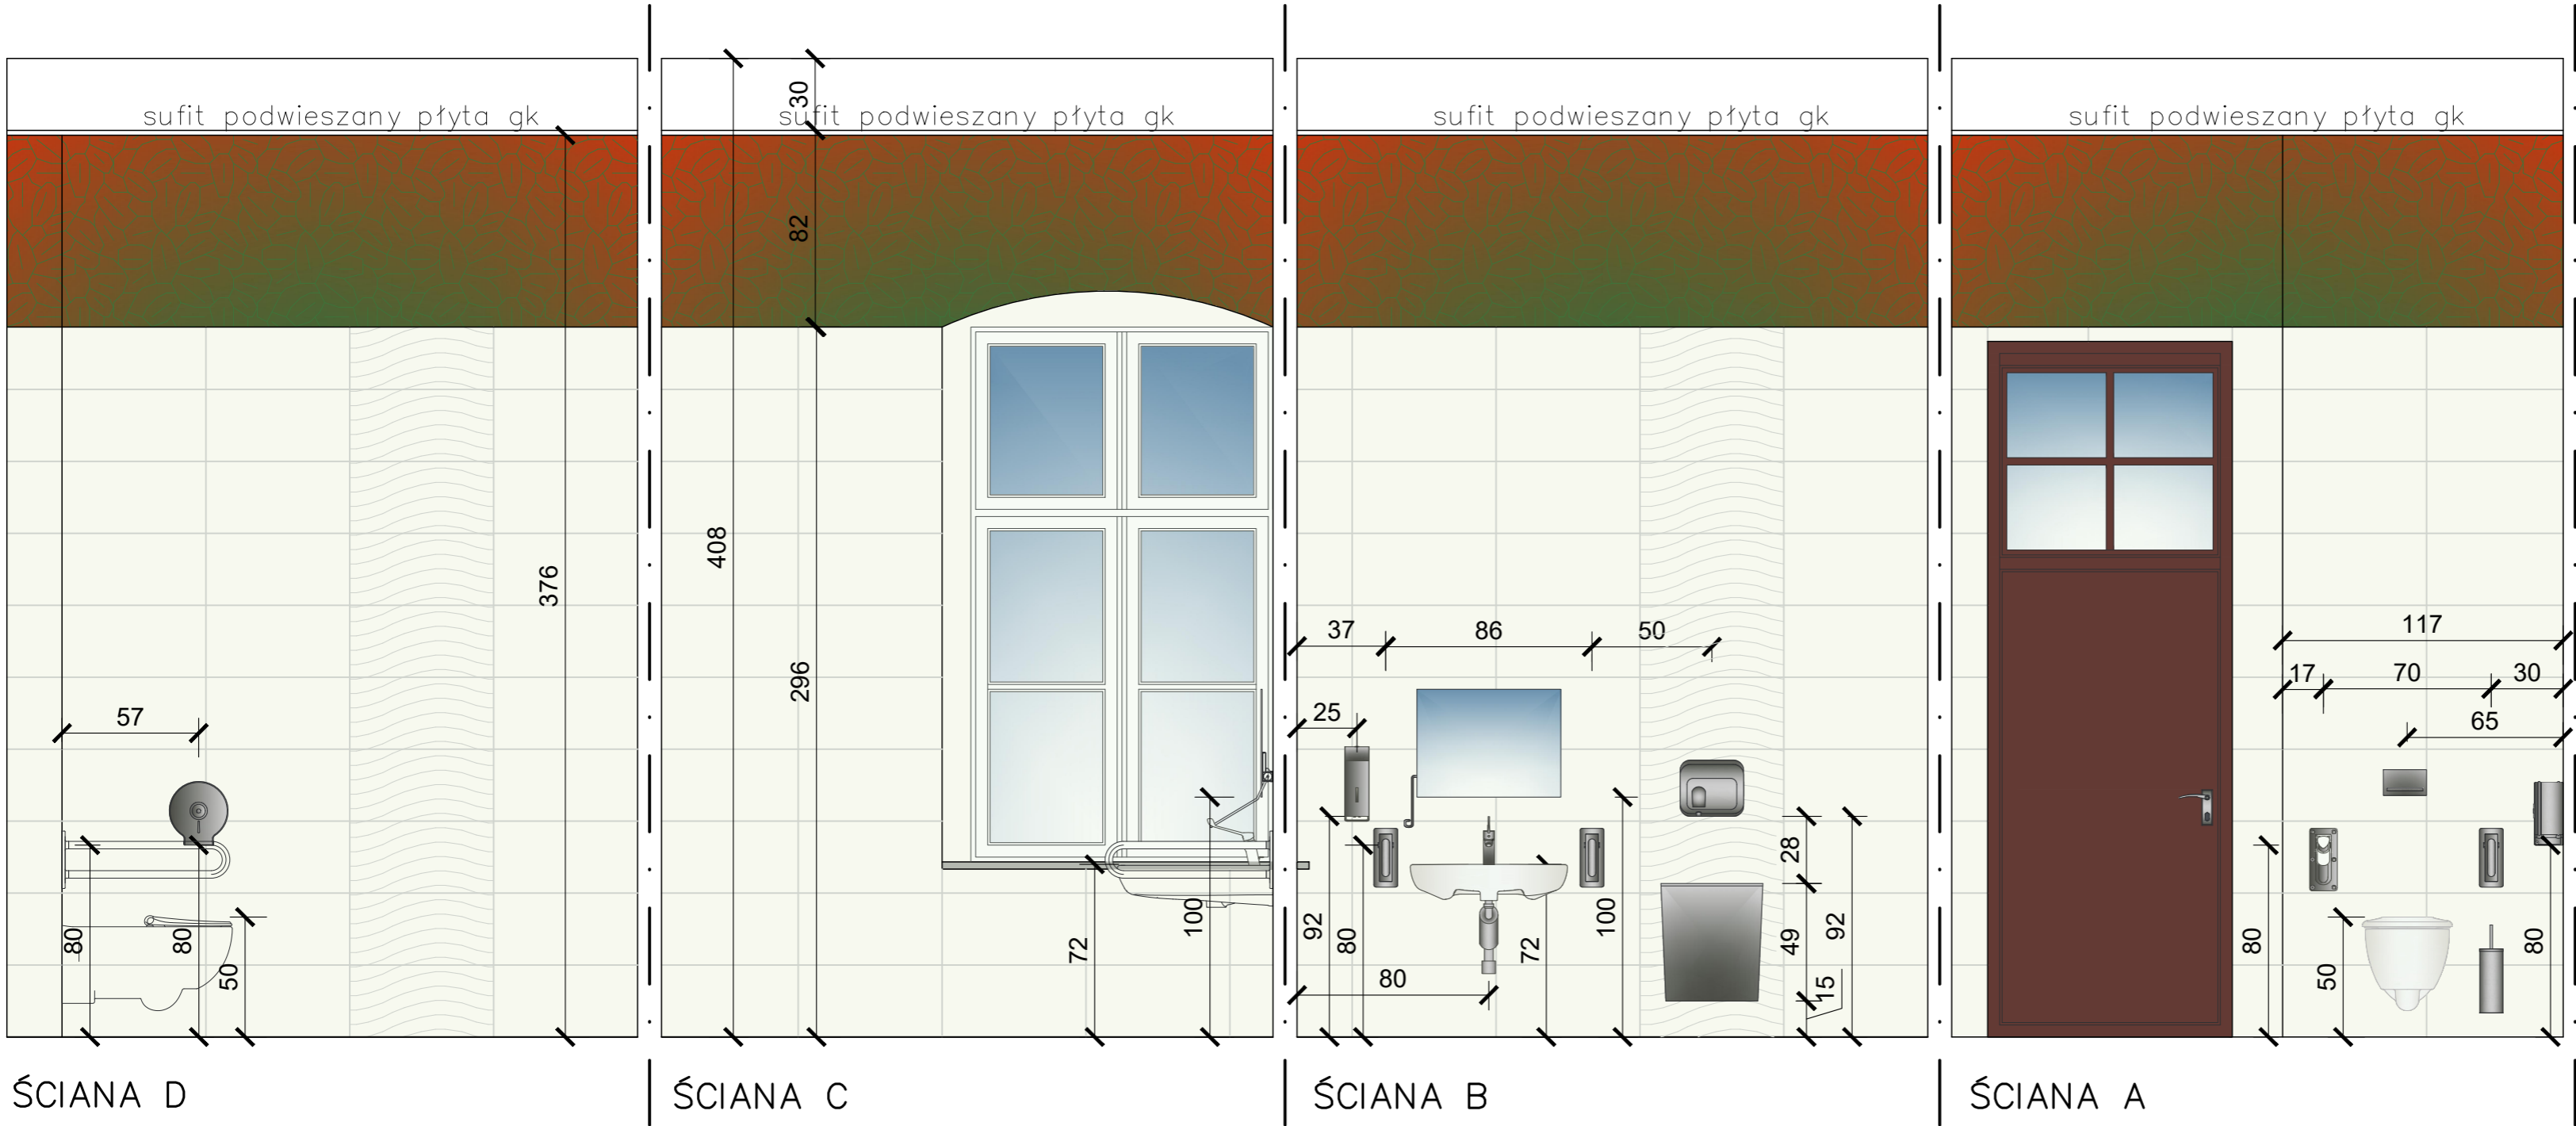 sufit podwieszany płyta gk
376
57
80
80
50
ŚCIANA D
30
sufit podwieszany płyta gk
82
408
296
72
100
ŚCIANA C
sufit podwieszany płyta gk
37 86 50
25
92
80
80
72
100
28
49
15
92
ŚCIANA B
sufit podwieszany płyta gk
117
17 70 30
65
80
50
80
ŚCIANA A